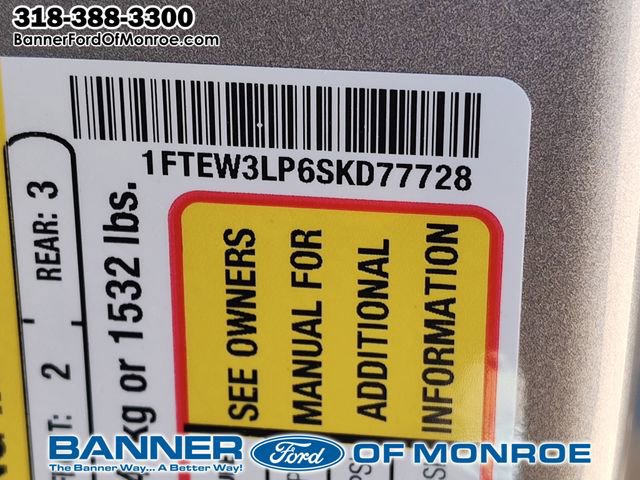 318-388-3300
BannerFordOfMonroe.com
1FTEW3LP6SKD77728
REAR: 3
T: 2
kg or 1532 lbs.
SEE OWNERS
MANUAL FOR
ADDITIONAL
INFORMATION
BANNER Ford OF MONROE
The Banner Way... A Better Way!